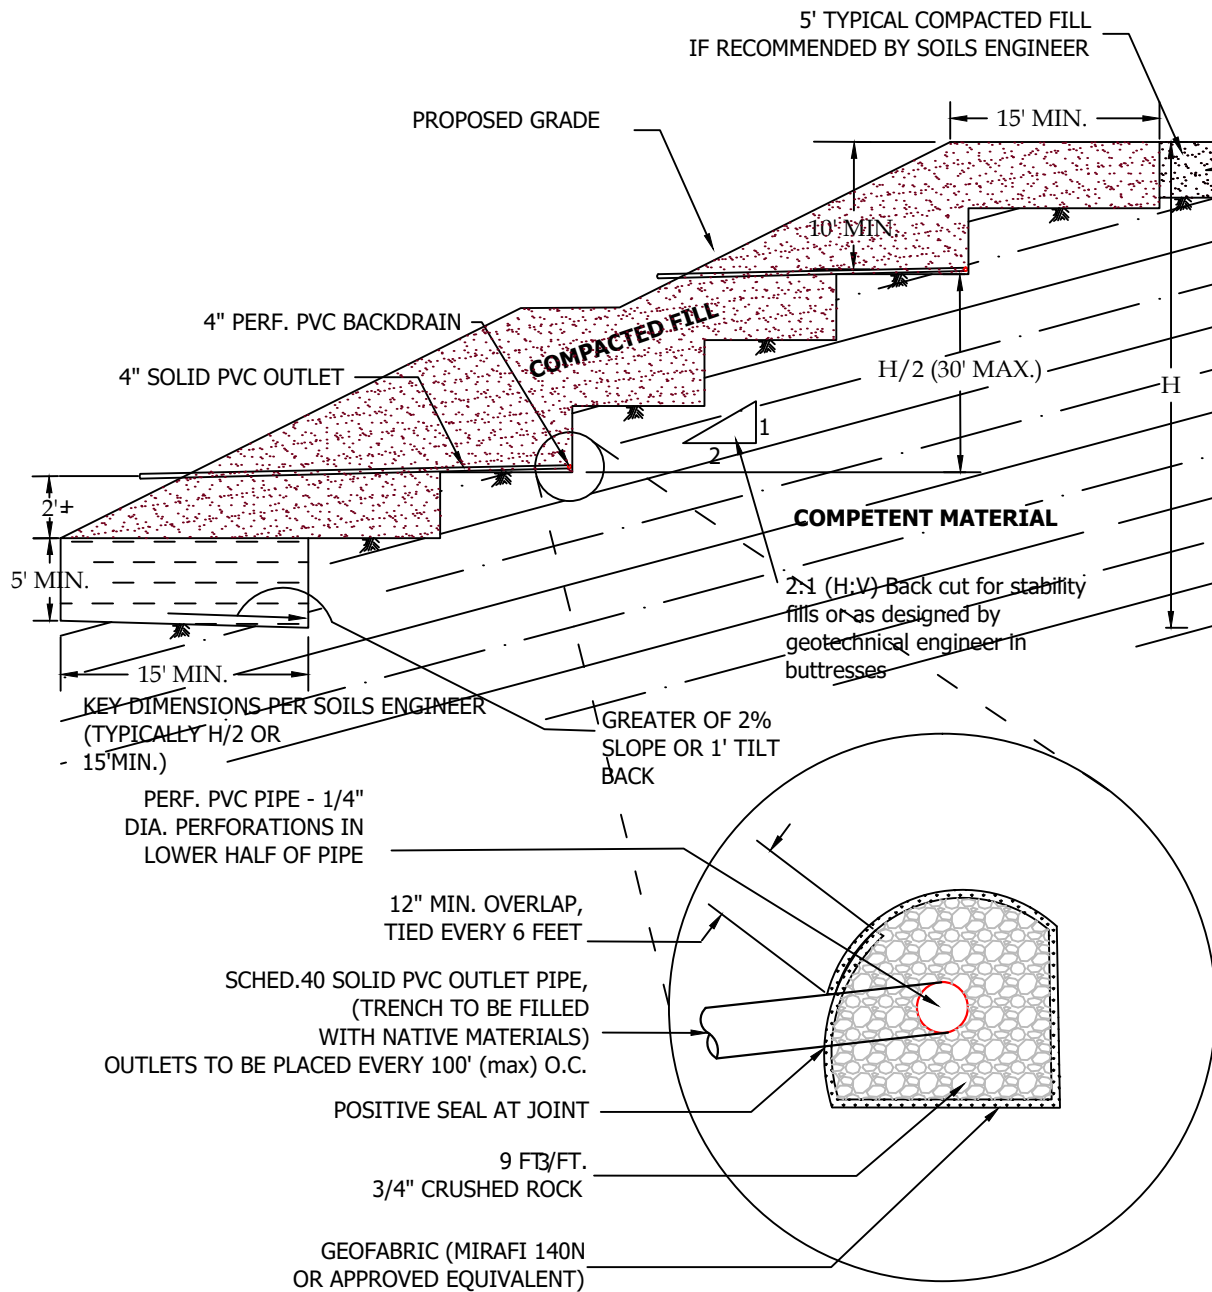 5' TYPICAL COMPACTED FILL
IF RECOMMENDED BY SOILS ENGINEER
PROPOSED GRADE
15' MIN.
10' MIN.
4" PERF. PVC BACKDRAIN
COMPACTED FILL
4" SOLID PVC OUTLET
H/2 (30' MAX.)
H
1
2
2'±
COMPETENT MATERIAL
5' MIN.
2:1 (H:V) Back cut for stability
fills or as designed by
geotechnical engineer in
buttresses
15' MIN.
KEY DIMENSIONS PER SOILS ENGINEER
(TYPICALLY H/2 OR
15'MIN.)
GREATER OF 2%
SLOPE OR 1' TILT
BACK
PERF. PVC PIPE - 1/4"
DIA. PERFORATIONS IN
LOWER HALF OF PIPE
12" MIN. OVERLAP,
TIED EVERY 6 FEET
SCHED.40 SOLID PVC OUTLET PIPE,
(TRENCH TO BE FILLED
WITH NATIVE MATERIALS)
OUTLETS TO BE PLACED EVERY 100' (max) O.C.
POSITIVE SEAL AT JOINT
9 FT3/FT.
3/4" CRUSHED ROCK
GEOFABRIC (MIRAFI 140N
OR APPROVED EQUIVALENT)